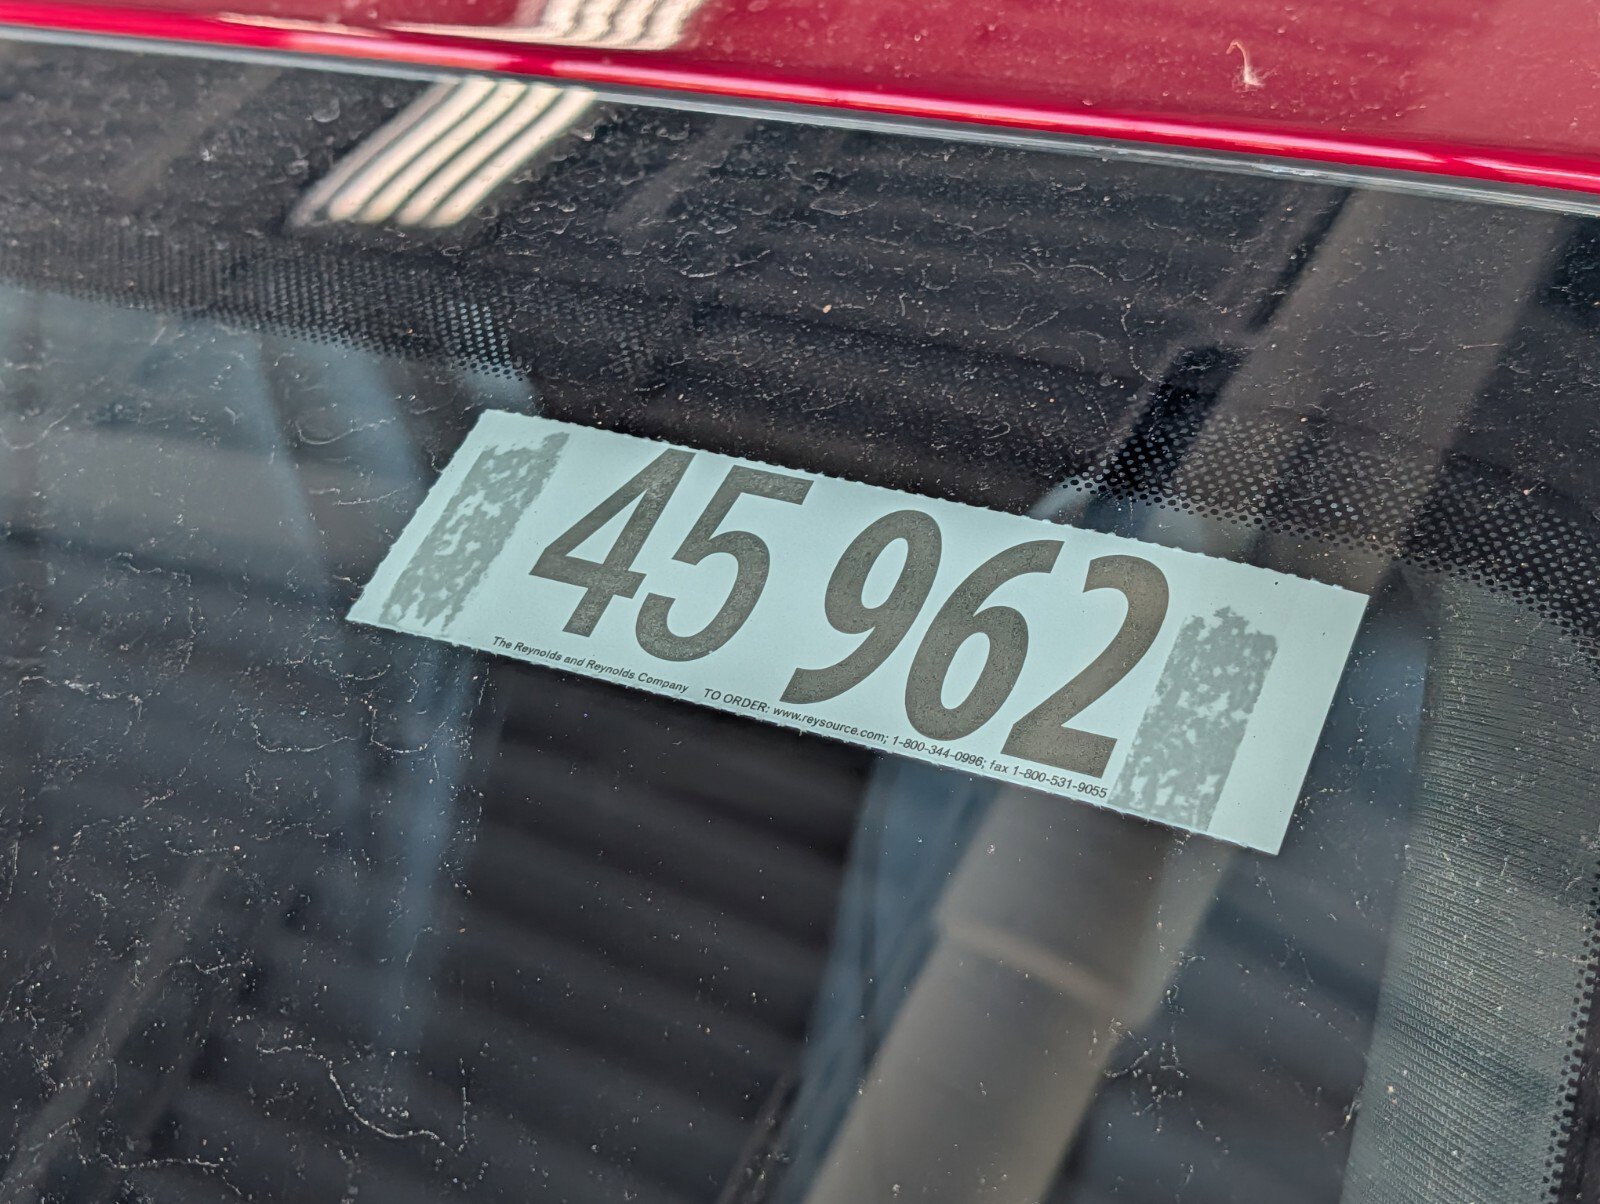 45 962
The Reynolds and Reynolds Company TO ORDER: www.reysource.com; 1-800-344-0996; fax 1-800-531-9055